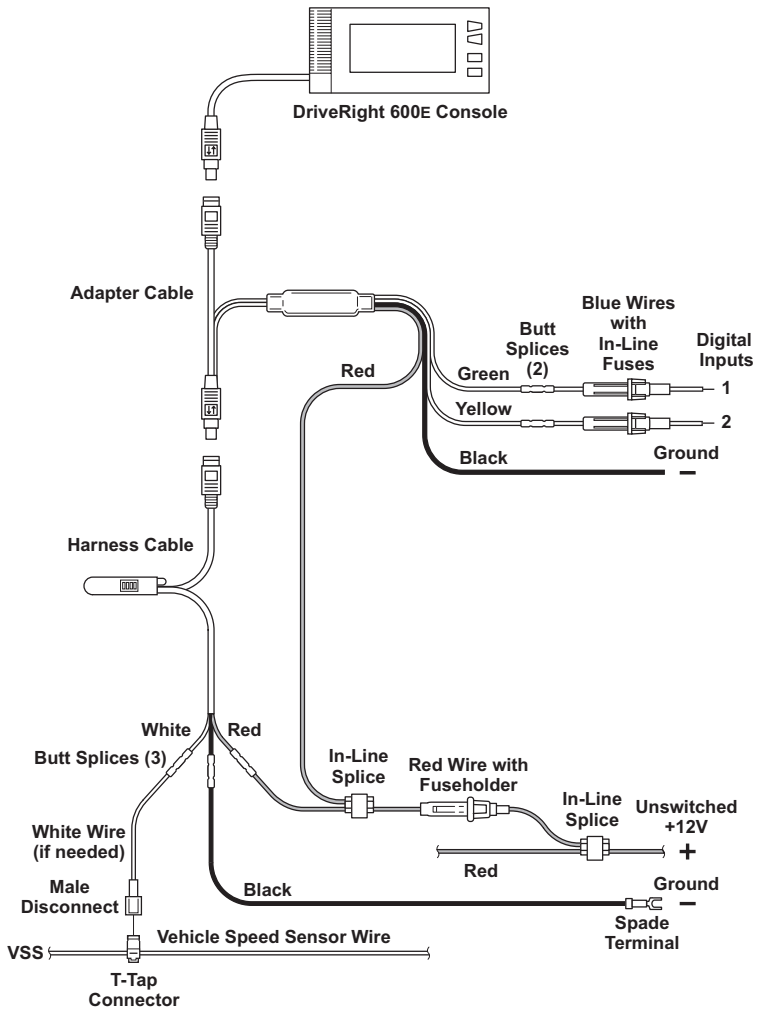 DriveRight 600E Console
Adapter Cable
Blue Wires
with
In-Line
Fuses
Butt
Splices
(2)
Digital
Inputs
Red
Green
1
Yellow
2
Black
Ground
−
Harness Cable
White
Red
Butt Splices (3)
In-Line
Splice
Red Wire with
Fuseholder
In-Line
Splice
Unswitched
+12V
+
White Wire
(if needed)
Red
Male
Disconnect
Black
Ground
−
Spade
Terminal
Vehicle Speed Sensor Wire
VSS
T-Tap
Connector